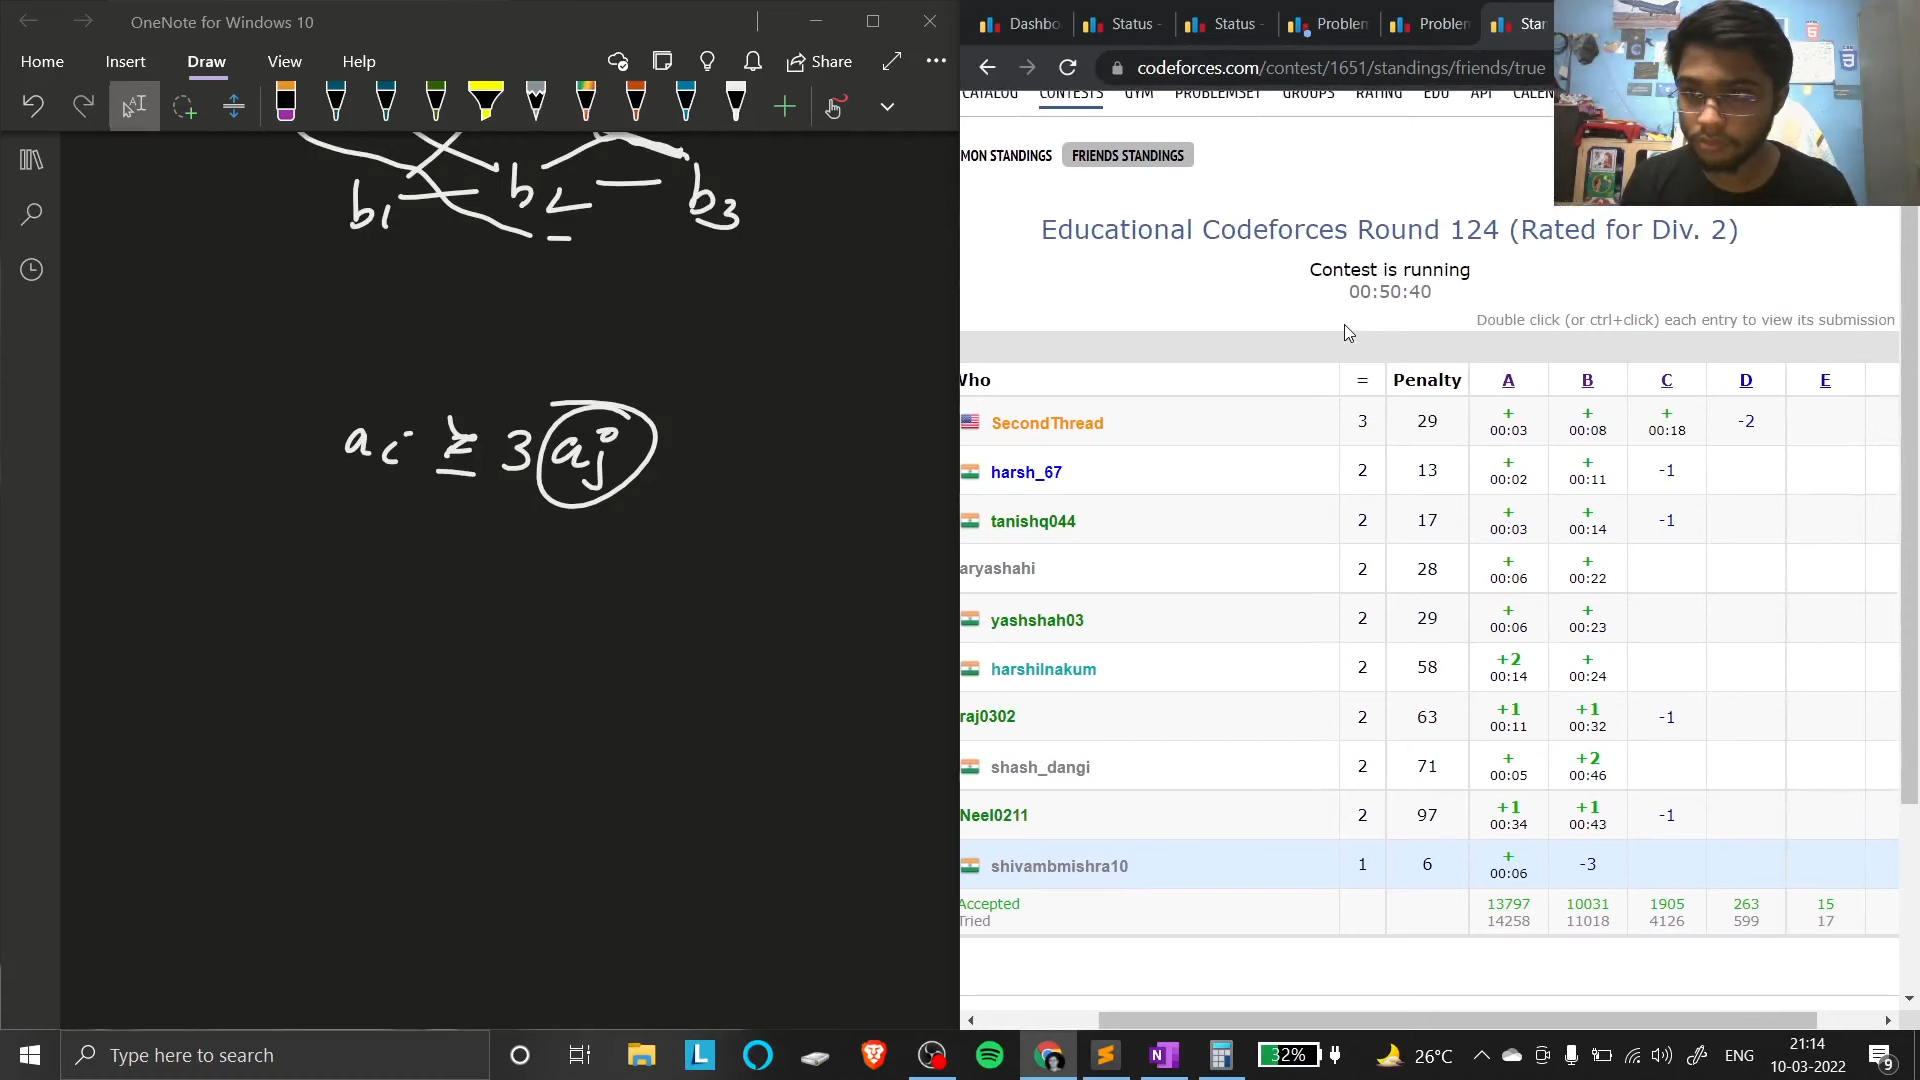 OneNote for Windows 10
Home Insert Draw View Help Share
b1 b2 b3
ai ≥ 3 aj
Dashbo Status - Status - Problem Problem Stan
codeforces.com/contest/1651/standings/friends/true
CATALOG CONTESTS GYM PROBLEMSET GROUPS RATING EDU API CALEN
MON STANDINGS FRIENDS STANDINGS
Educational Codeforces Round 124 (Rated for Div. 2)
Contest is running
00:50:40
Double click (or ctrl+click) each entry to view its submission
Who = Penalty A B C D E
SecondThread 3 29 + 00:03 + 00:08 + 00:18 -2
harsh_67 2 13 + 00:02 + 00:11 -1
tanishq044 2 17 + 00:03 + 00:14 -1
aryashahi 2 28 + 00:06 + 00:22
yashshah03 2 29 + 00:06 + 00:23
harshilnakum 2 58 +2 00:14 + 00:24
raj0302 2 63 +1 00:11 +1 00:32 -1
shash_dangi 2 71 + 00:05 +2 00:46
Neel0211 2 97 +1 00:34 +1 00:43 -1
shivambmishra10 1 6 + 00:06 -3
Accepted 13797 10031 1905 263 15
Tried 14258 11018 4126 599 17
Type here to search
L
N
32%
26°C
ENG
21:14
10-03-2022
9